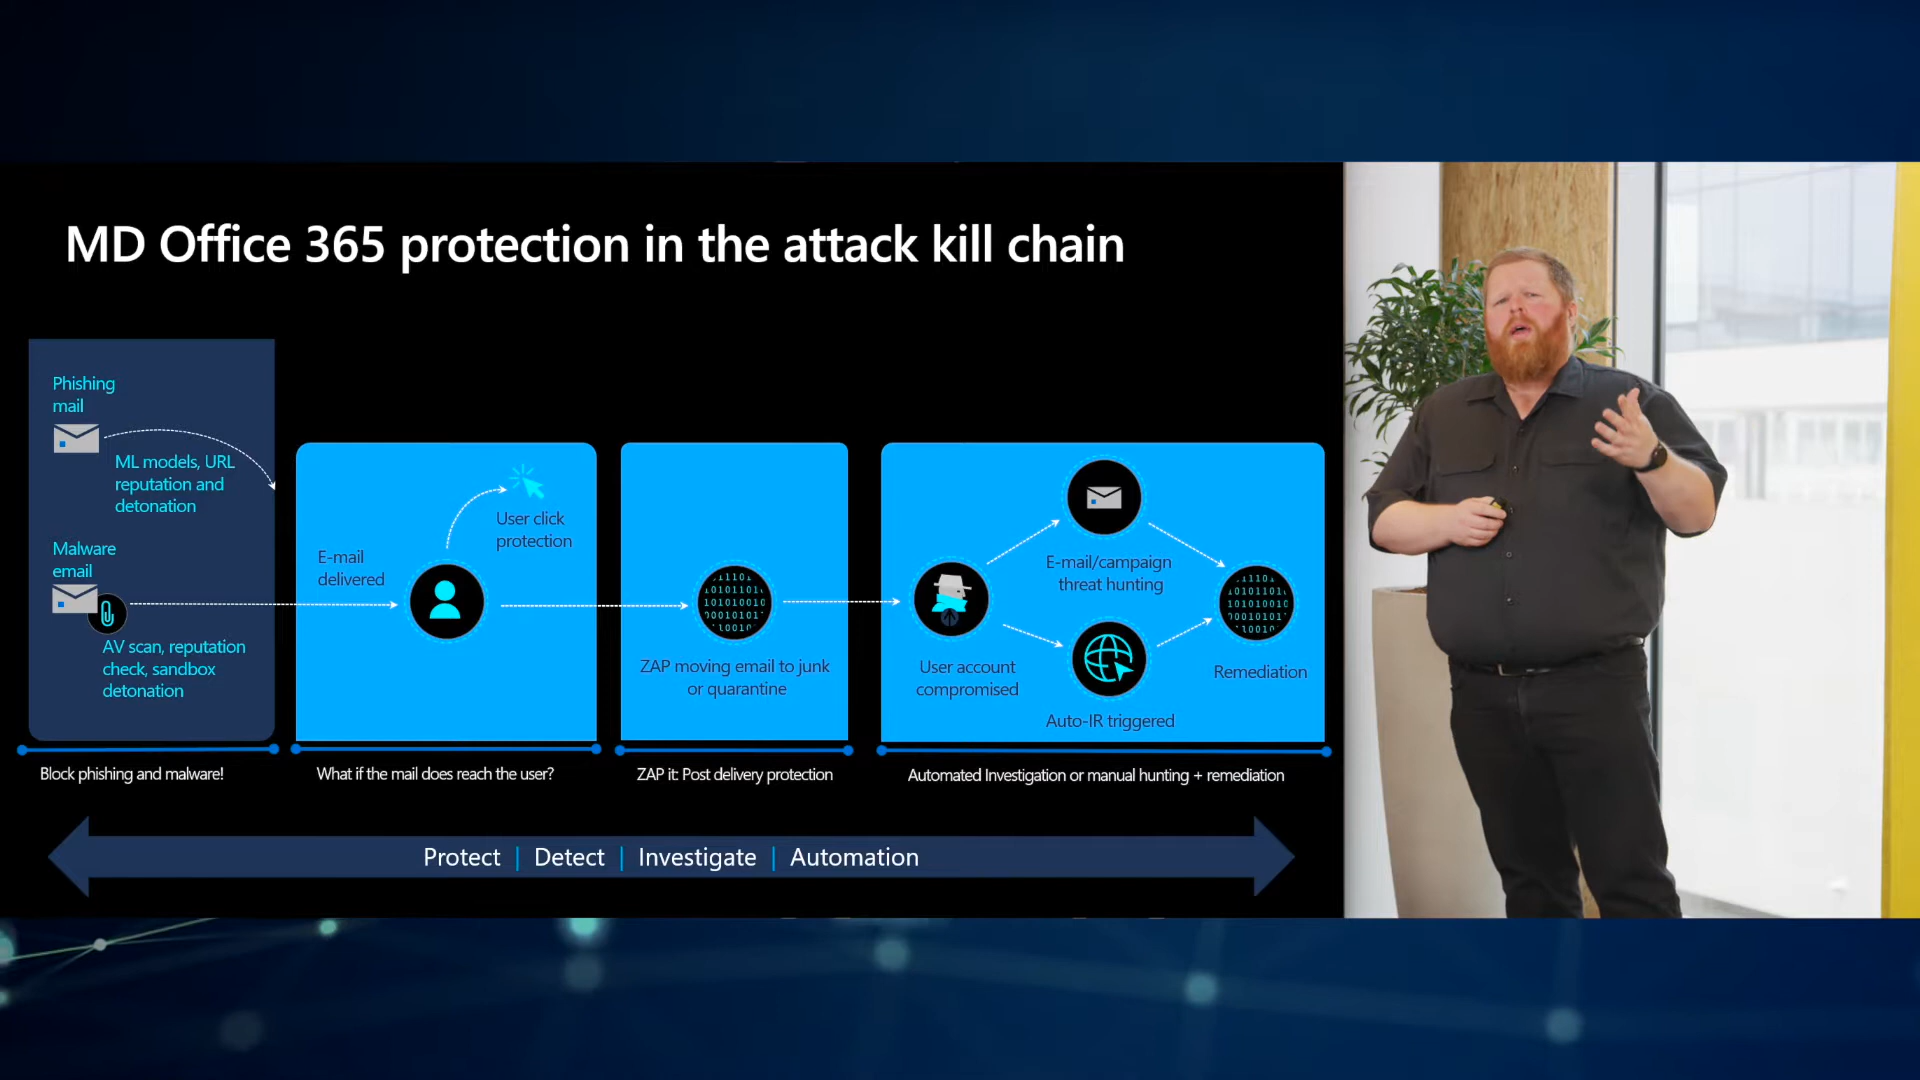 MD Office 365 protection in the attack kill chain
Phishing
mail
ML models, URL
reputation and
detonation
Malware
email
AV scan, reputation
check, sandbox
detonation
Block phishing and malware!
E-mail
delivered
User click
protection
What if the mail does reach the user?
ZAP moving email to junk
or quarantine
ZAP it: Post delivery protection
User account
compromised
E-mail/campaign
threat hunting
Auto-IR triggered
Remediation
Automated Investigation or manual hunting + remediation
Protect | Detect | Investigate | Automation